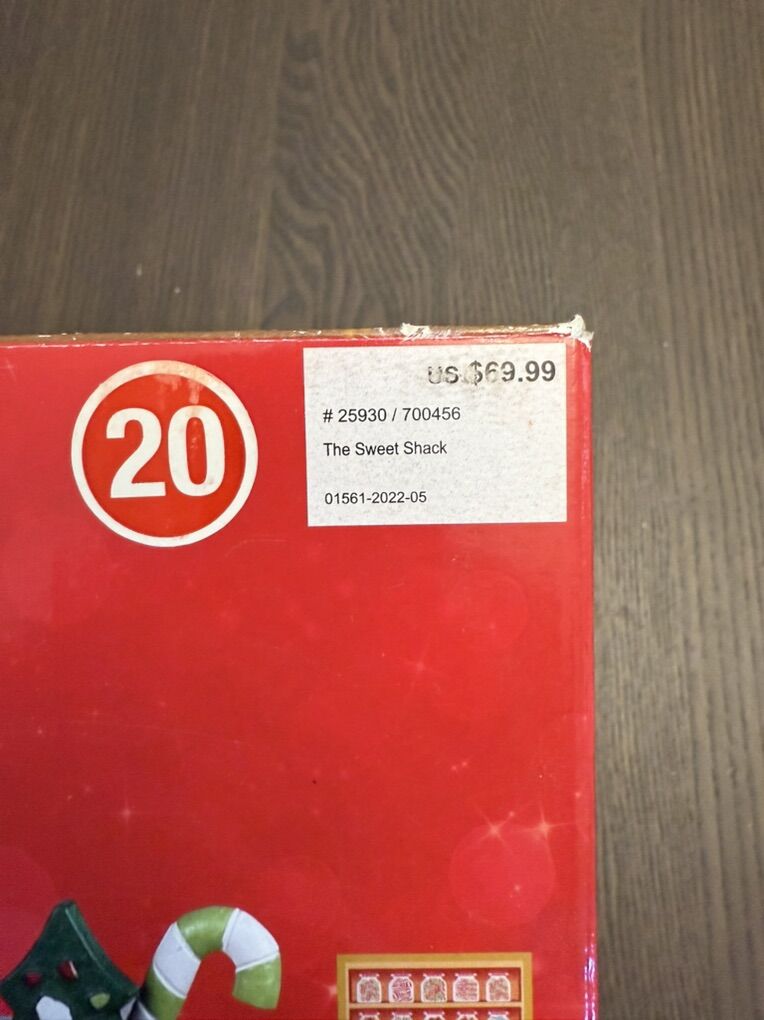 20
US $69.99
# 25930 / 700456
The Sweet Shack
01561-2022-05